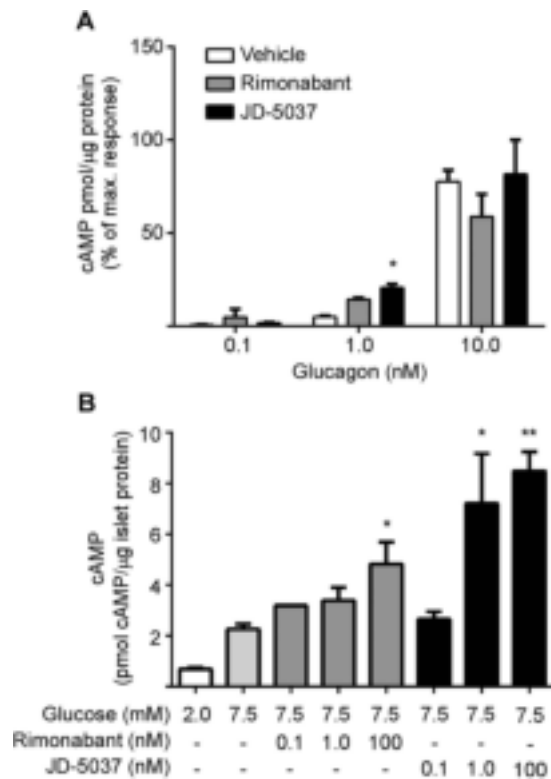 A
150
100
50
cAMP pmol/μg protein
(% of max. response)
Vehicle
Rimonabant
JD-5037
*
0.1 1.0 10.0
Glucagon (nM)
B
10
8
6
4
2
cAMP
(pmol cAMP/μg islet protein)
* * **
Glucose (mM) 2.0 7.5 7.5 7.5 7.5 7.5 7.5 7.5
Rimonabant (nM) - - 0.1 1.0 100 - - -
JD-5037 (nM) - - - - - 0.1 1.0 100